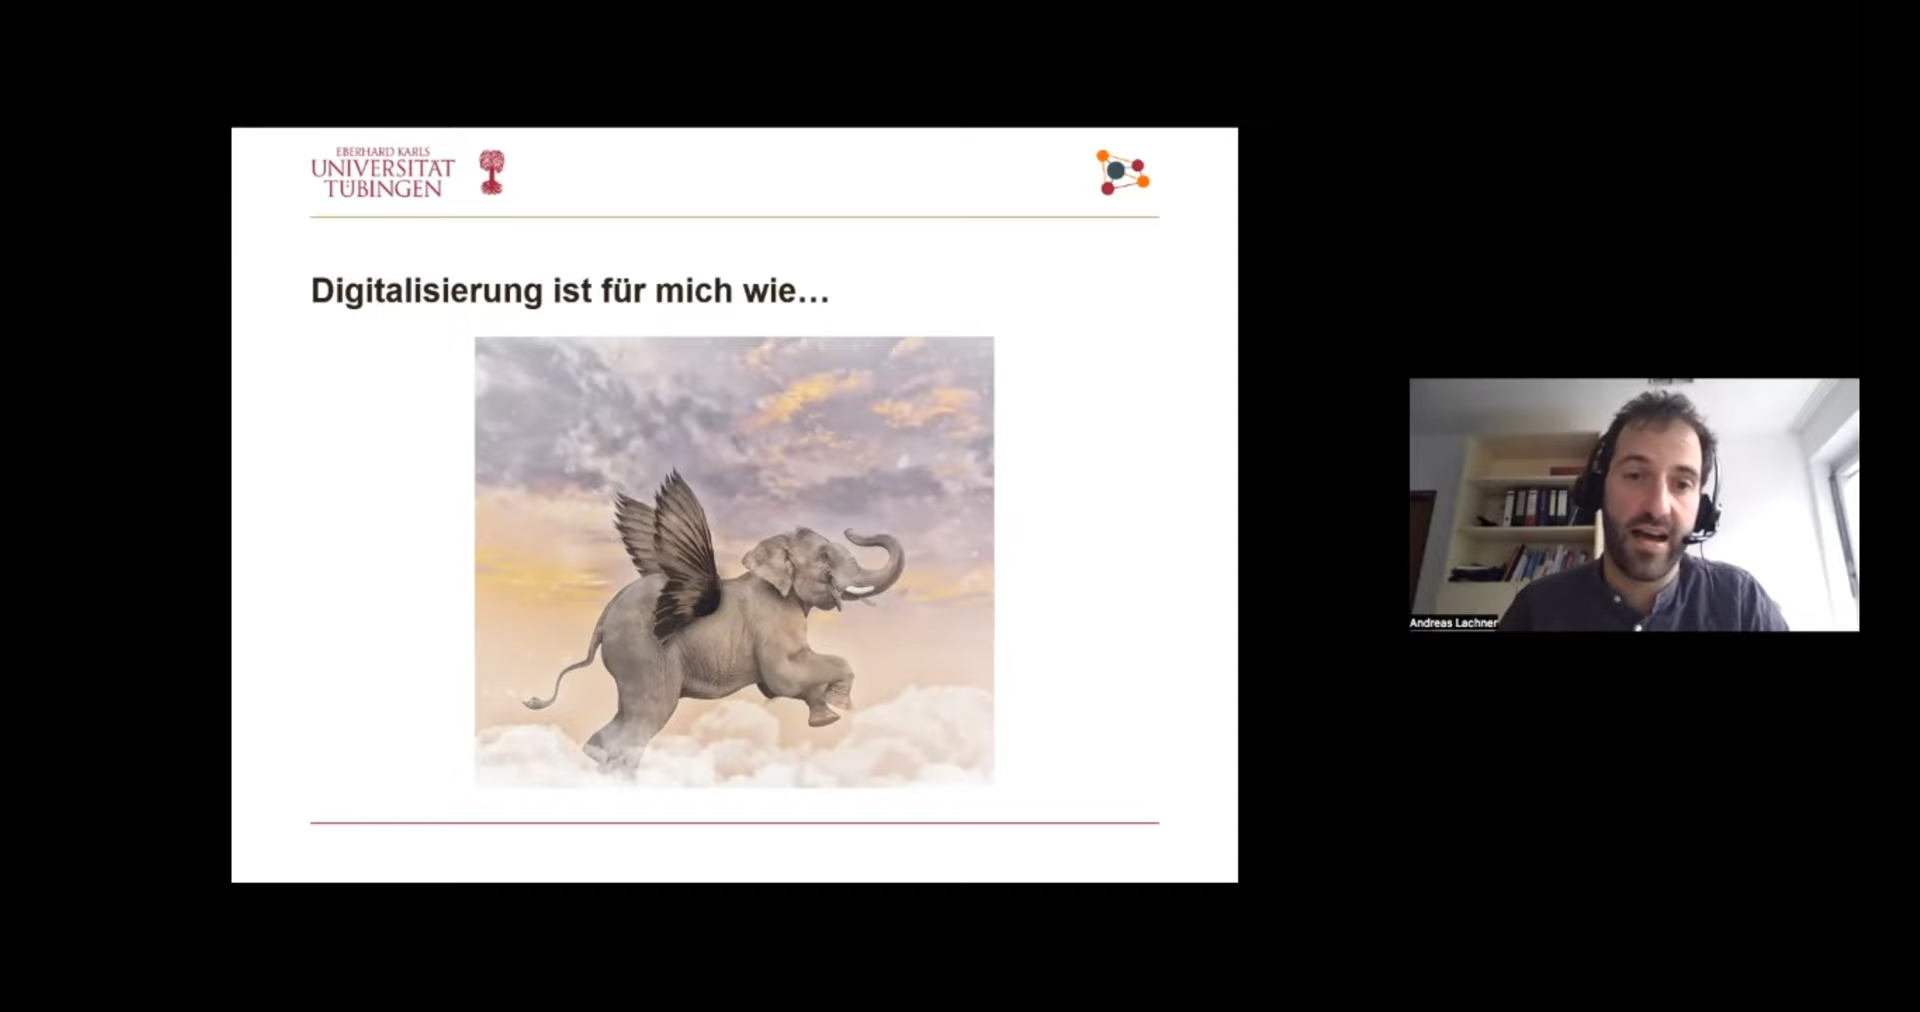 EBERHARD KARLS
UNIVERSITÄT
TÜBINGEN
Digitalisierung ist für mich wie…
Andreas Lachner